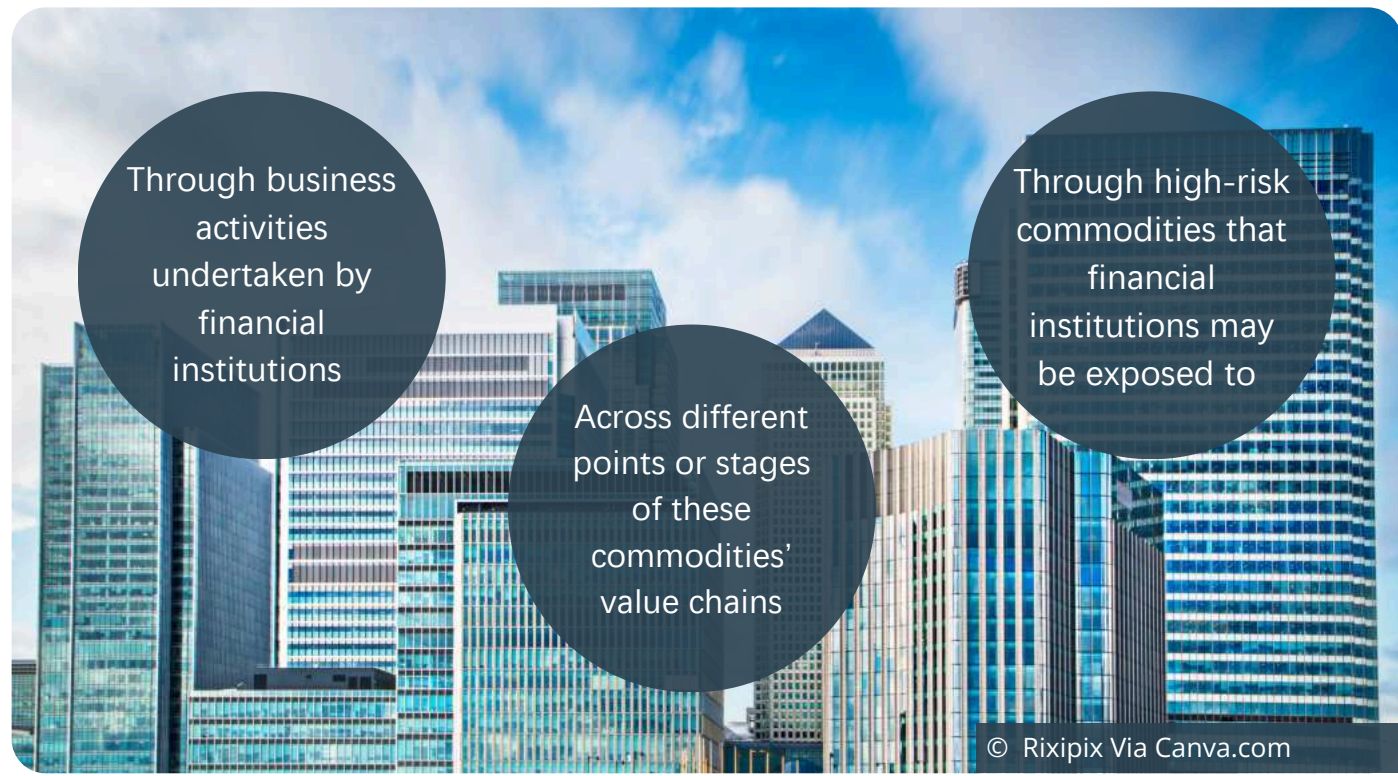 Through business
activities
undertaken by
financial
institutions
Across different
points or stages
of these
commodities’
value chains
Through high-risk
commodities that
financial
institutions may
be exposed to
© Rixipix Via Canva.com